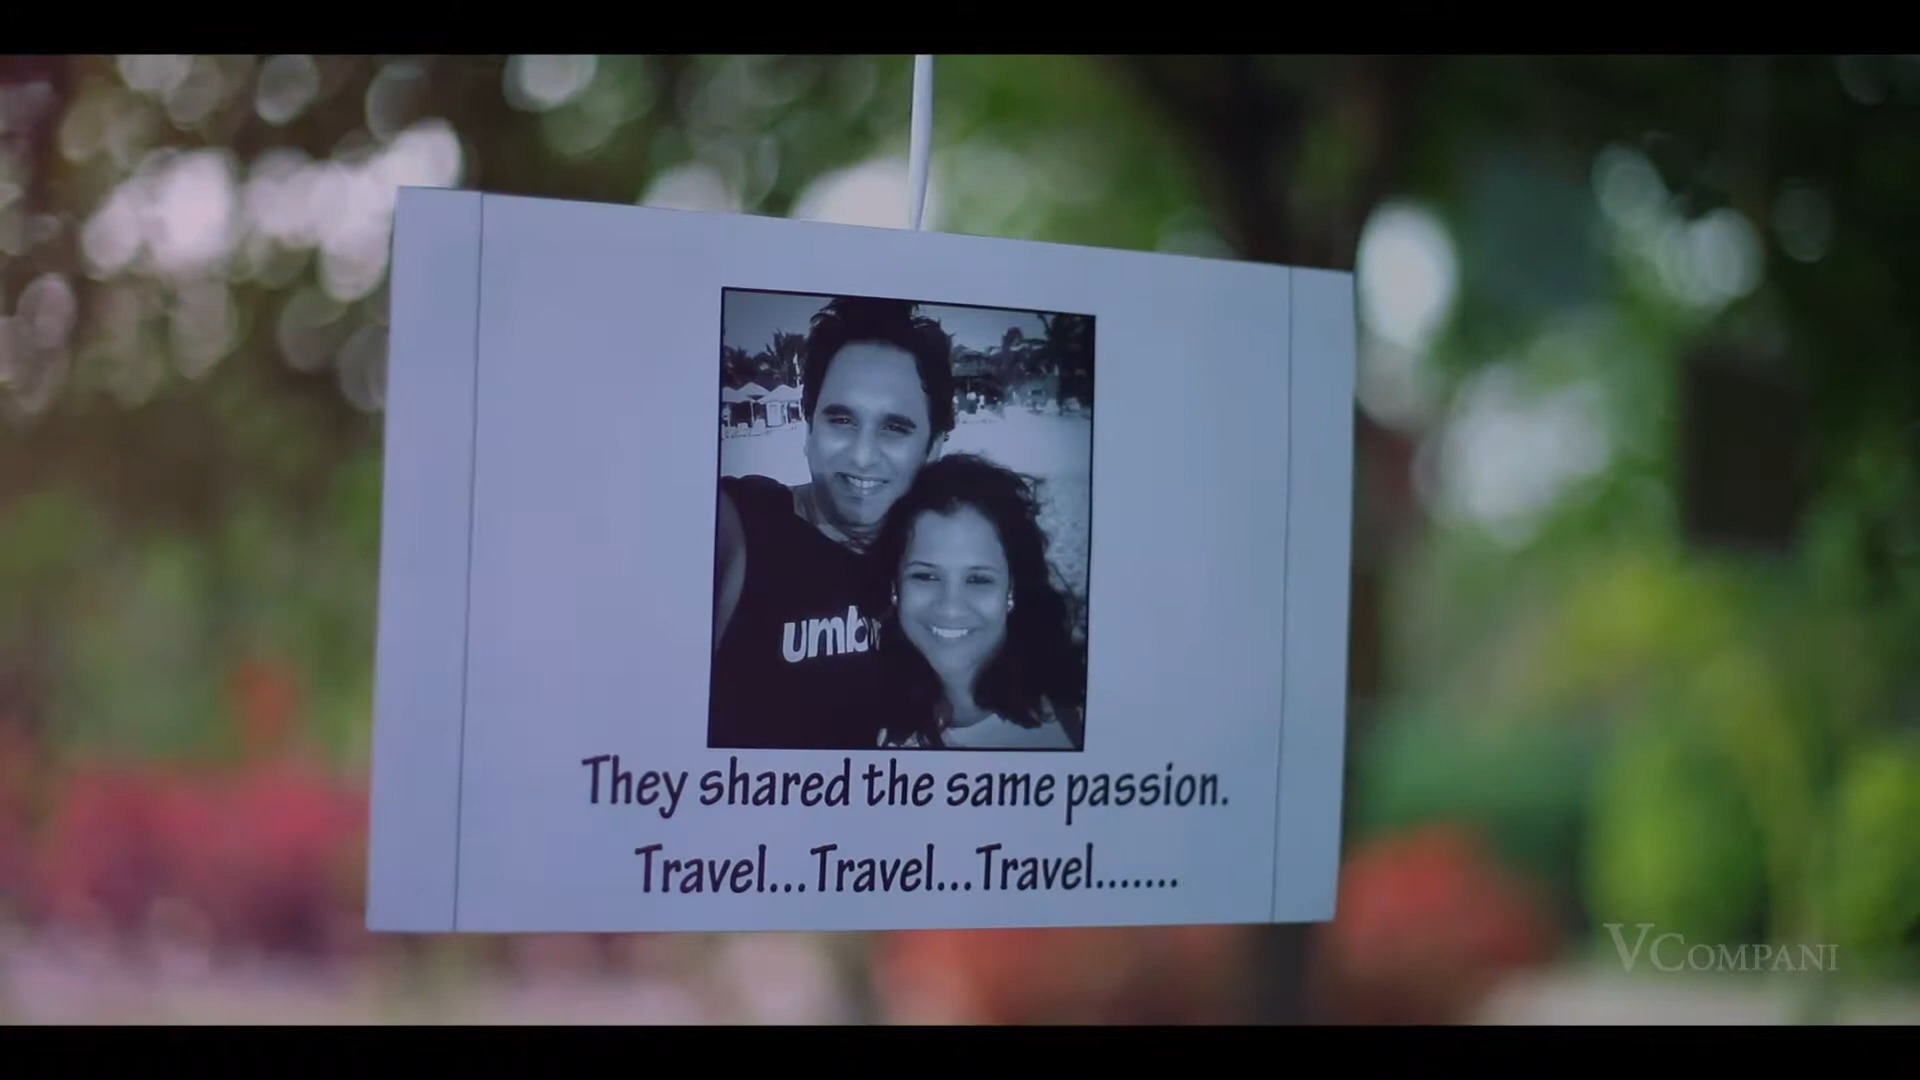 umb
They shared the same passion.
Travel...Travel...Travel.......
VCOMPANI